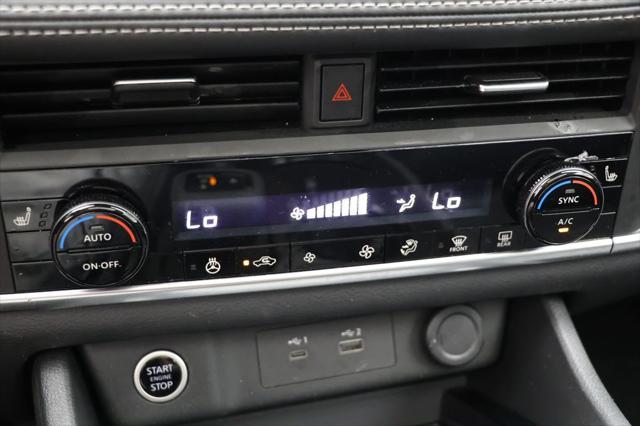 Lo
Lo
AUTO
ON·OFF
SYNC
A/C
FRONT
REAR
1
2
START
ENGINE
STOP